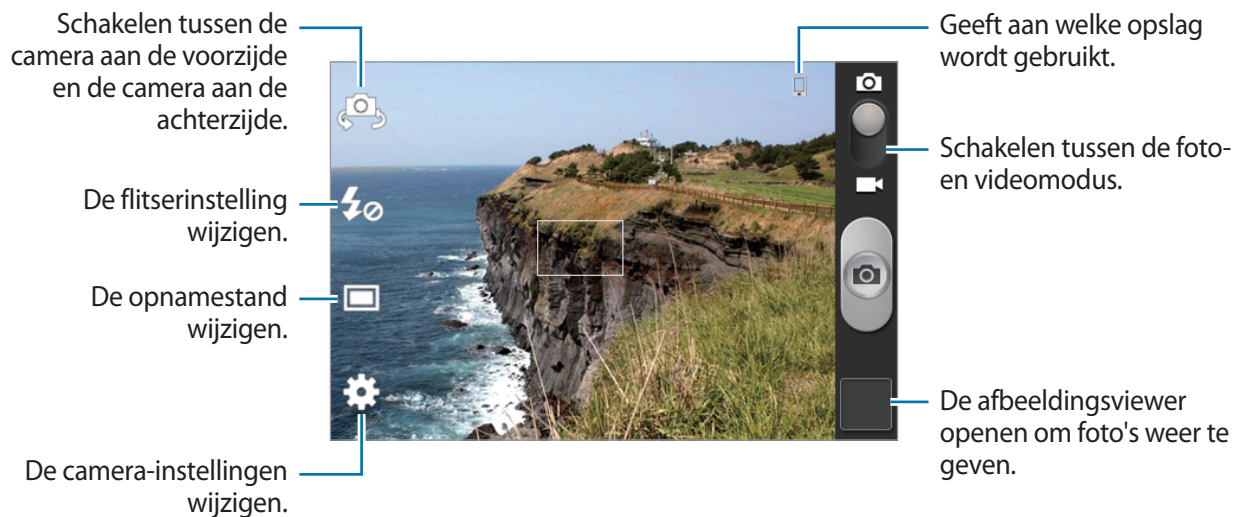 Schakelen tussen de
camera aan de voorzijde
en de camera aan de
achterzijde.
De flitserinstelling
wijzigen.
De opnamestand
wijzigen.
De camera-instellingen
wijzigen.
Geeft aan welke opslag
wordt gebruikt.
Schakelen tussen de foto-
en videomodus.
De afbeeldingsviewer
openen om foto's weer te
geven.